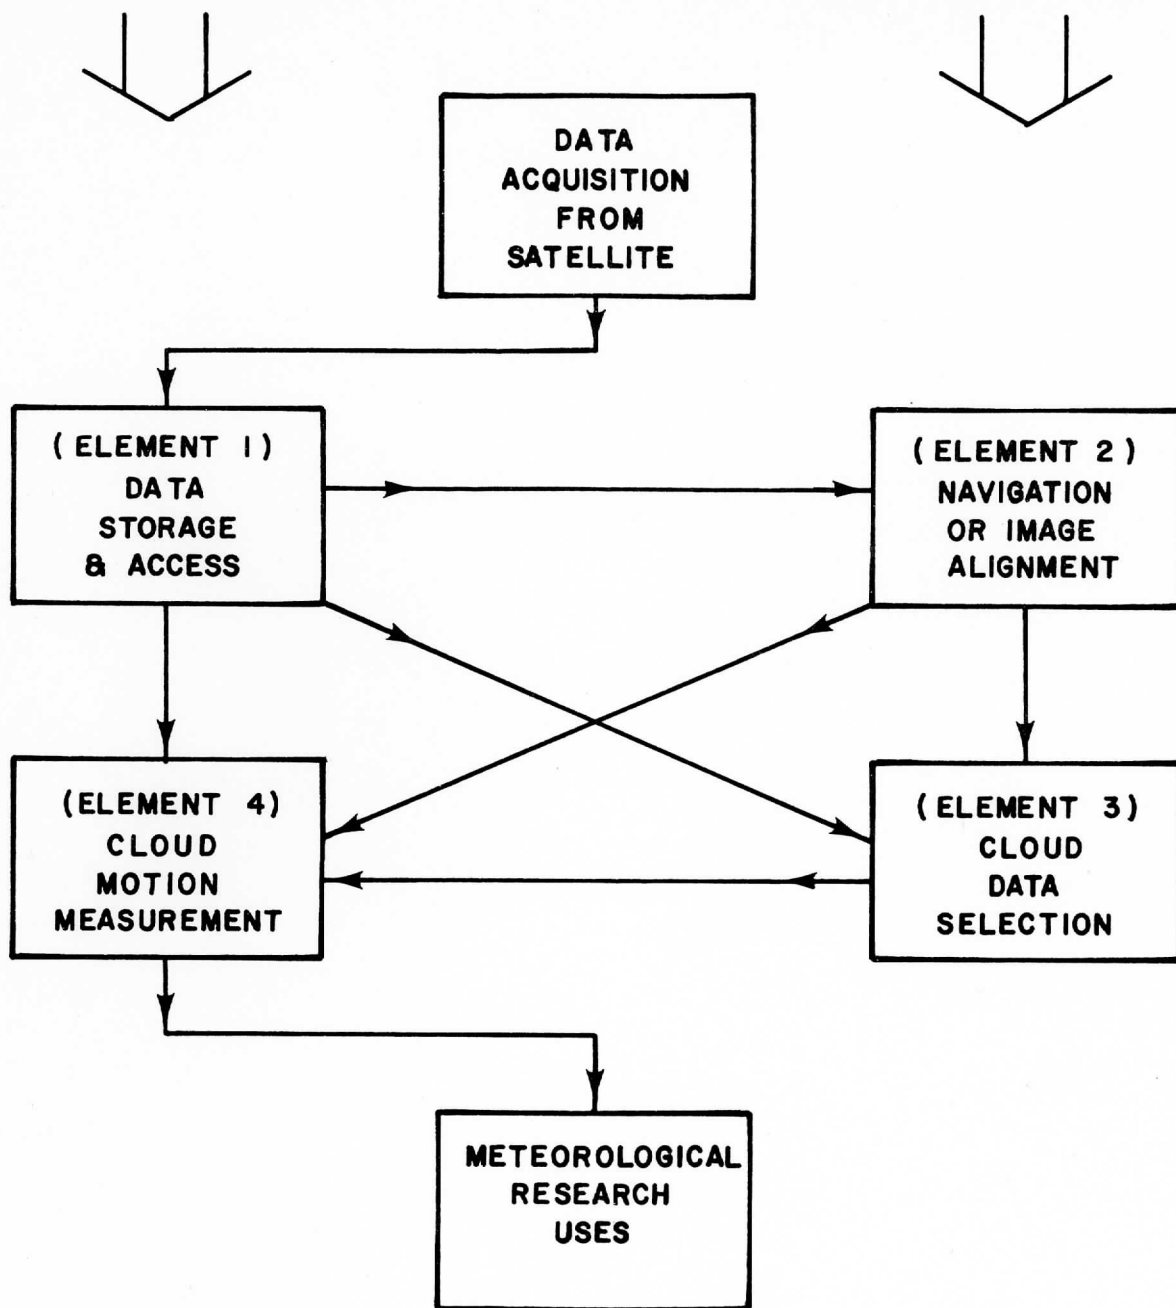 DATA
ACQUISITION
FROM
SATELLITE
(ELEMENT 1)
DATA
STORAGE
& ACCESS
(ELEMENT 2)
NAVIGATION
OR IMAGE
ALIGNMENT
(ELEMENT 4)
CLOUD
MOTION
MEASUREMENT
(ELEMENT 3)
CLOUD
DATA
SELECTION
METEOROLOGICAL
RESEARCH
USES